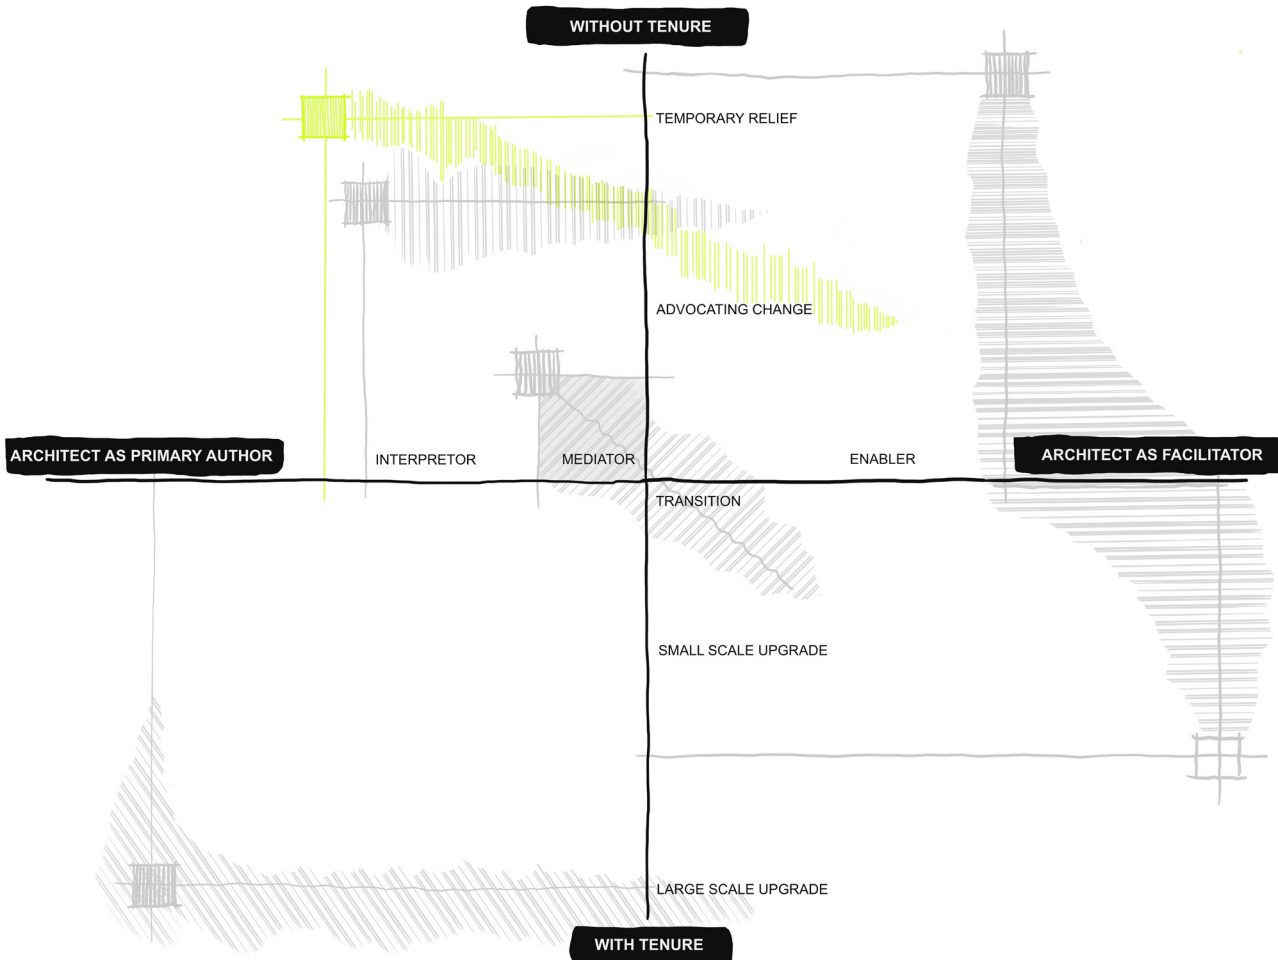 WITHOUT TENURE
TEMPORARY RELIEF
ADVOCATING CHANGE
ARCHITECT AS PRIMARY AUTHOR
INTERPRETOR
MEDIATOR
ENABLER
ARCHITECT AS FACILITATOR
TRANSITION
SMALL SCALE UPGRADE
LARGE SCALE UPGRADE
WITH TENURE